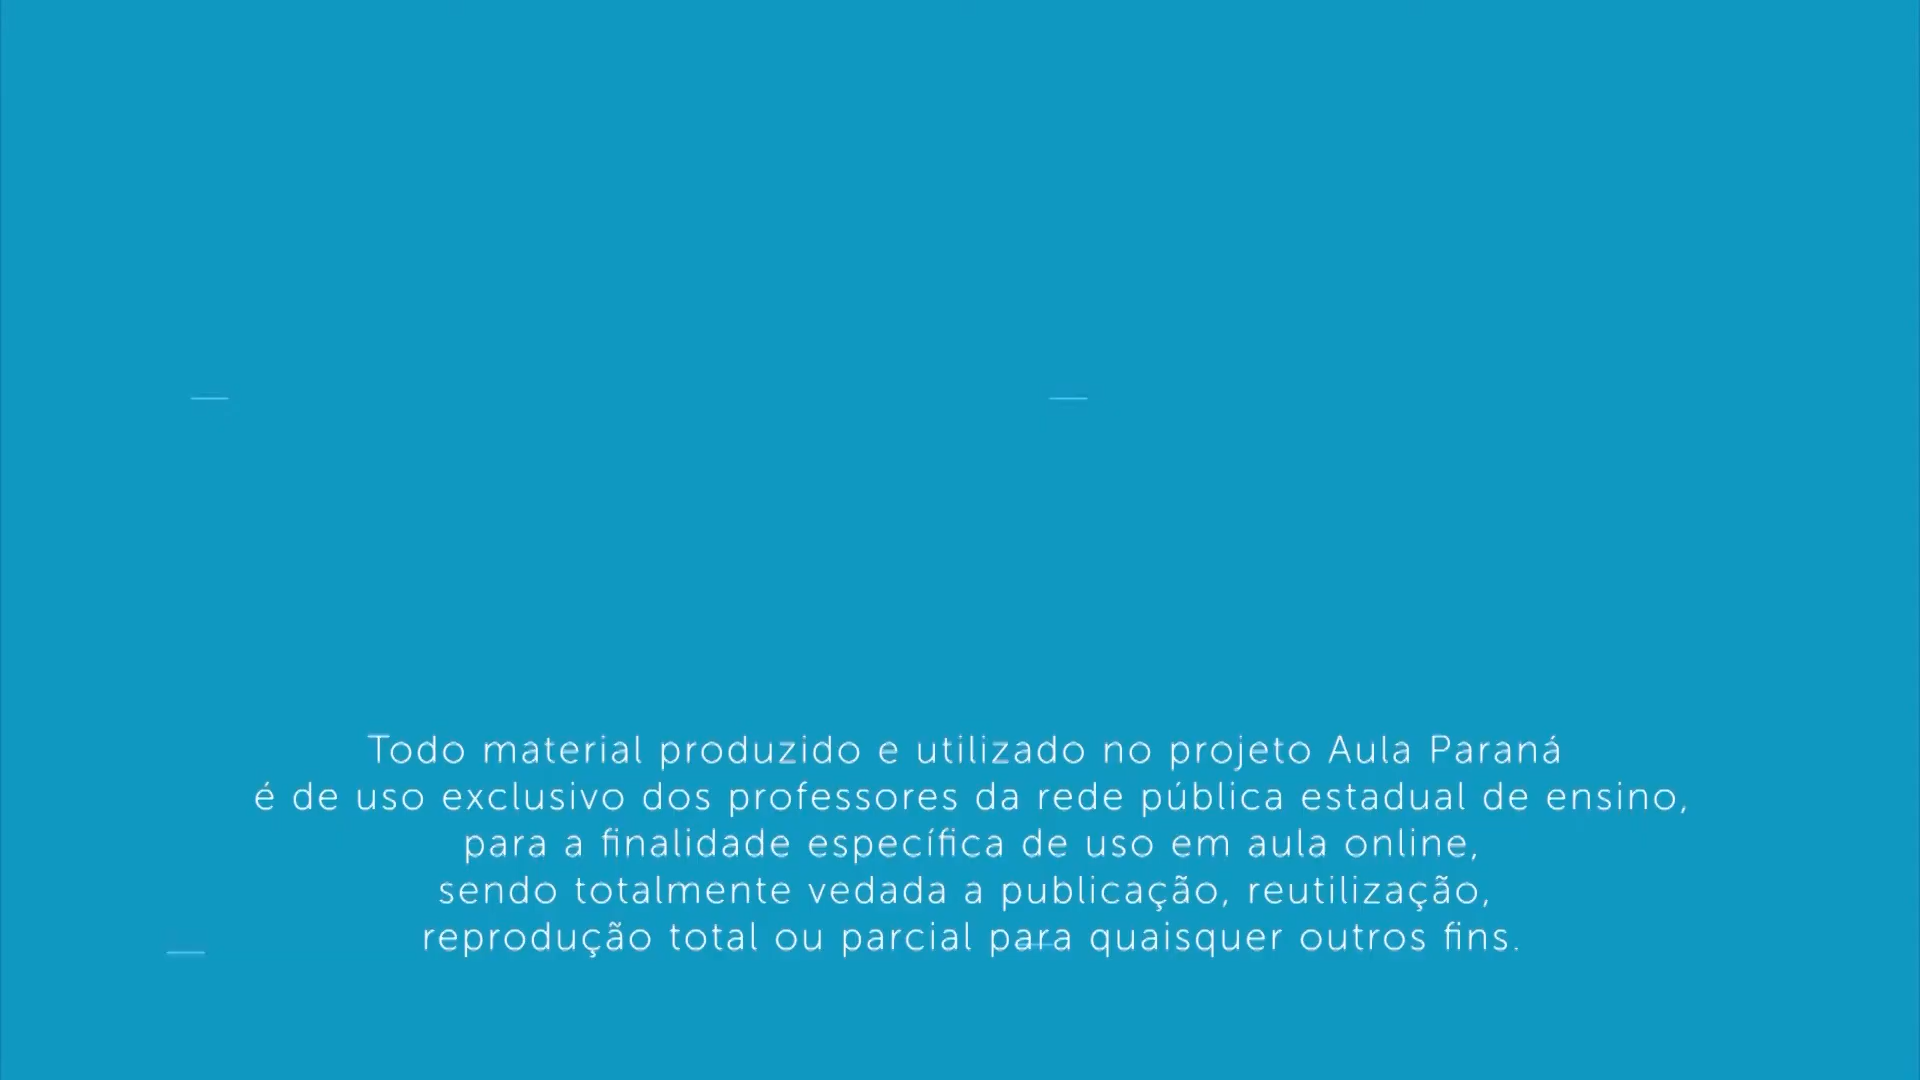 Todo material produzido e utilizado no projeto Aula Paraná
é de uso exclusivo dos professores da rede pública estadual de ensino,
para a finalidade específica de uso em aula online,
sendo totalmente vedada a publicação, reutilização,
reprodução total ou parcial para quaisquer outros fins.